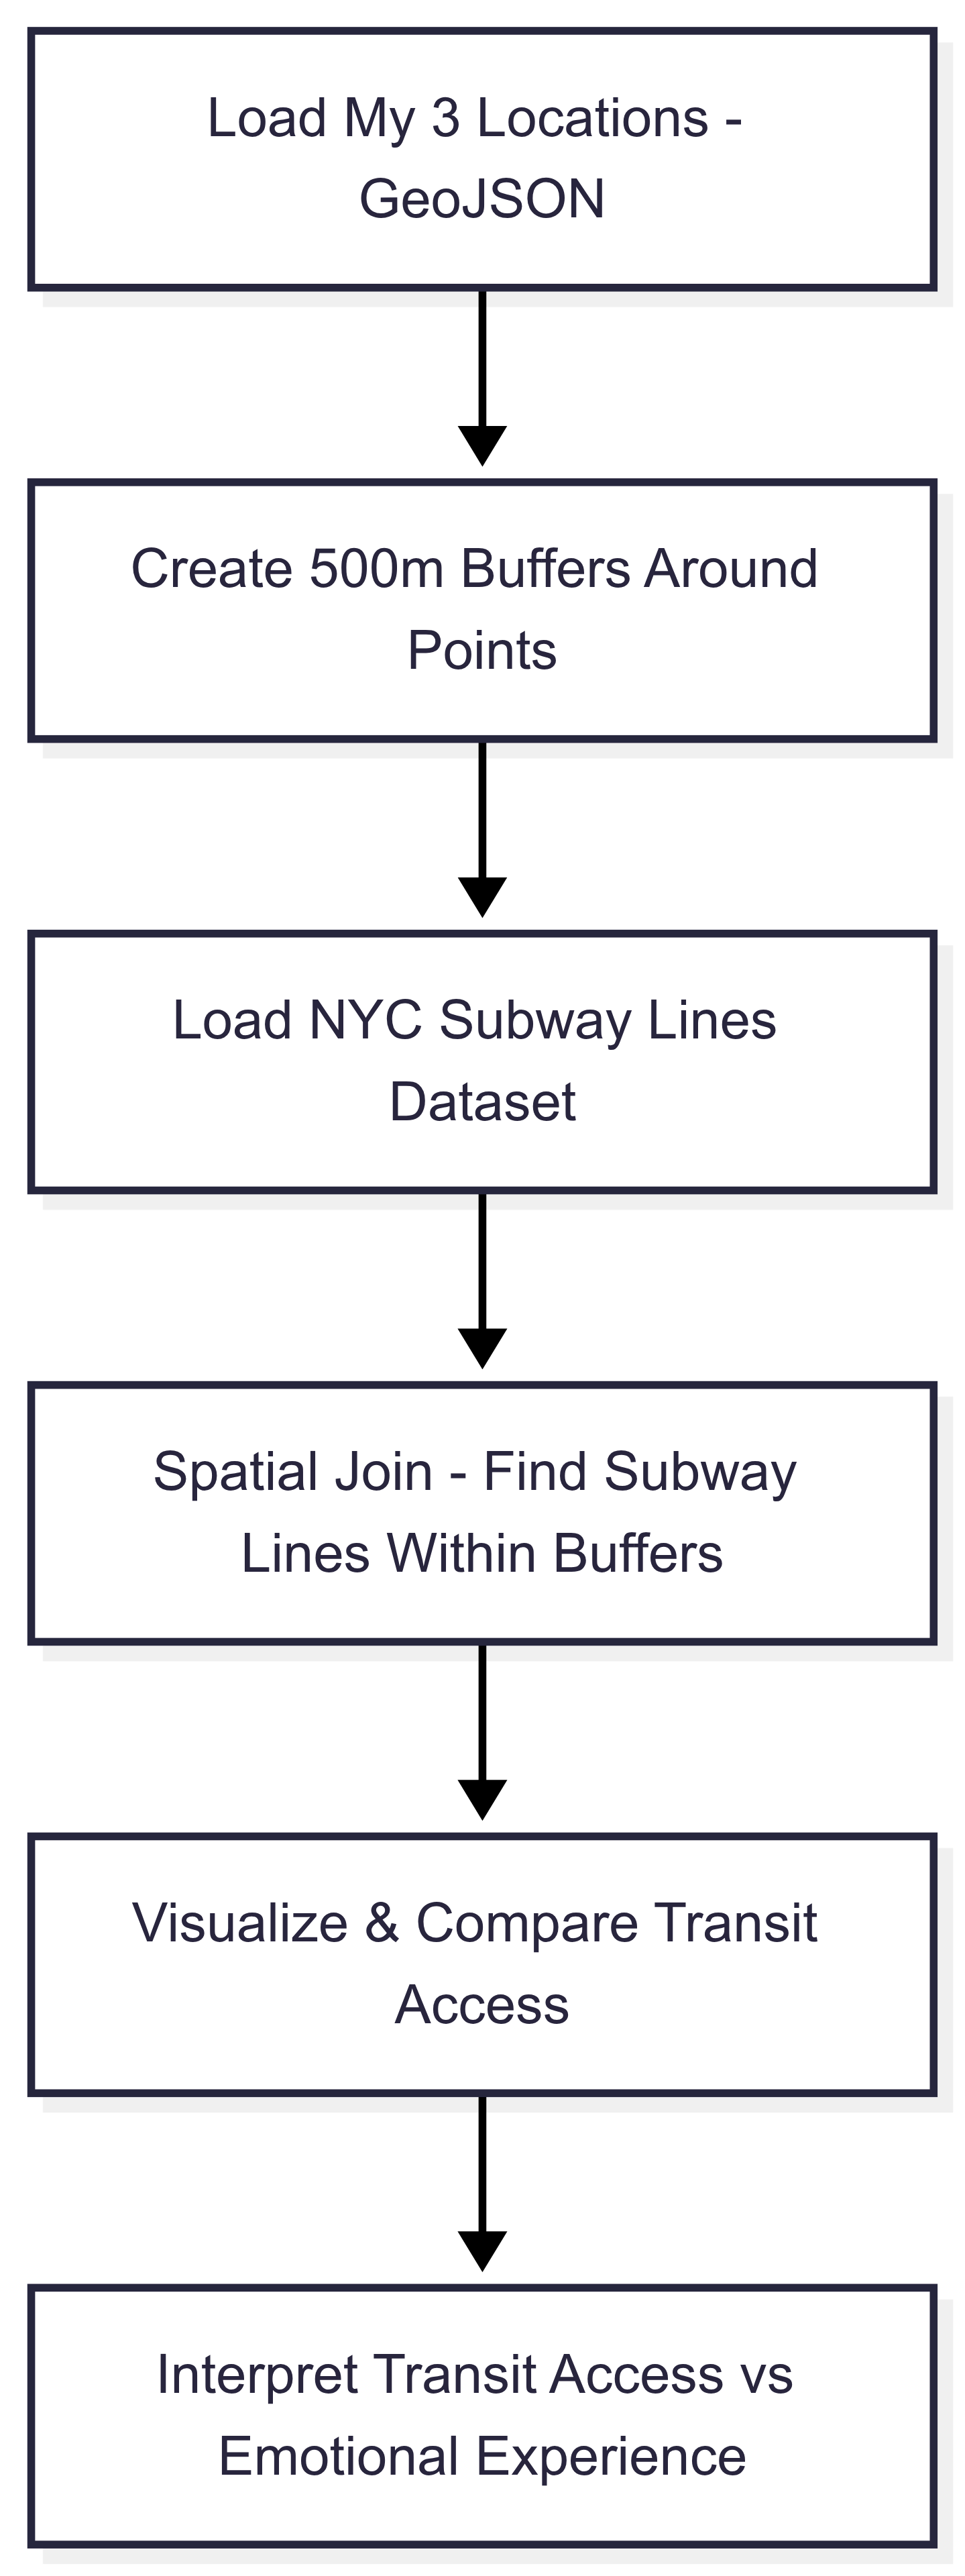 Load My 3 Locations -
GeoJSON
Create 500m Buffers Around
Points
Load NYC Subway Lines
Dataset
Spatial Join - Find Subway
Lines Within Buffers
Visualize & Compare Transit
Access
Interpret Transit Access vs
Emotional Experience